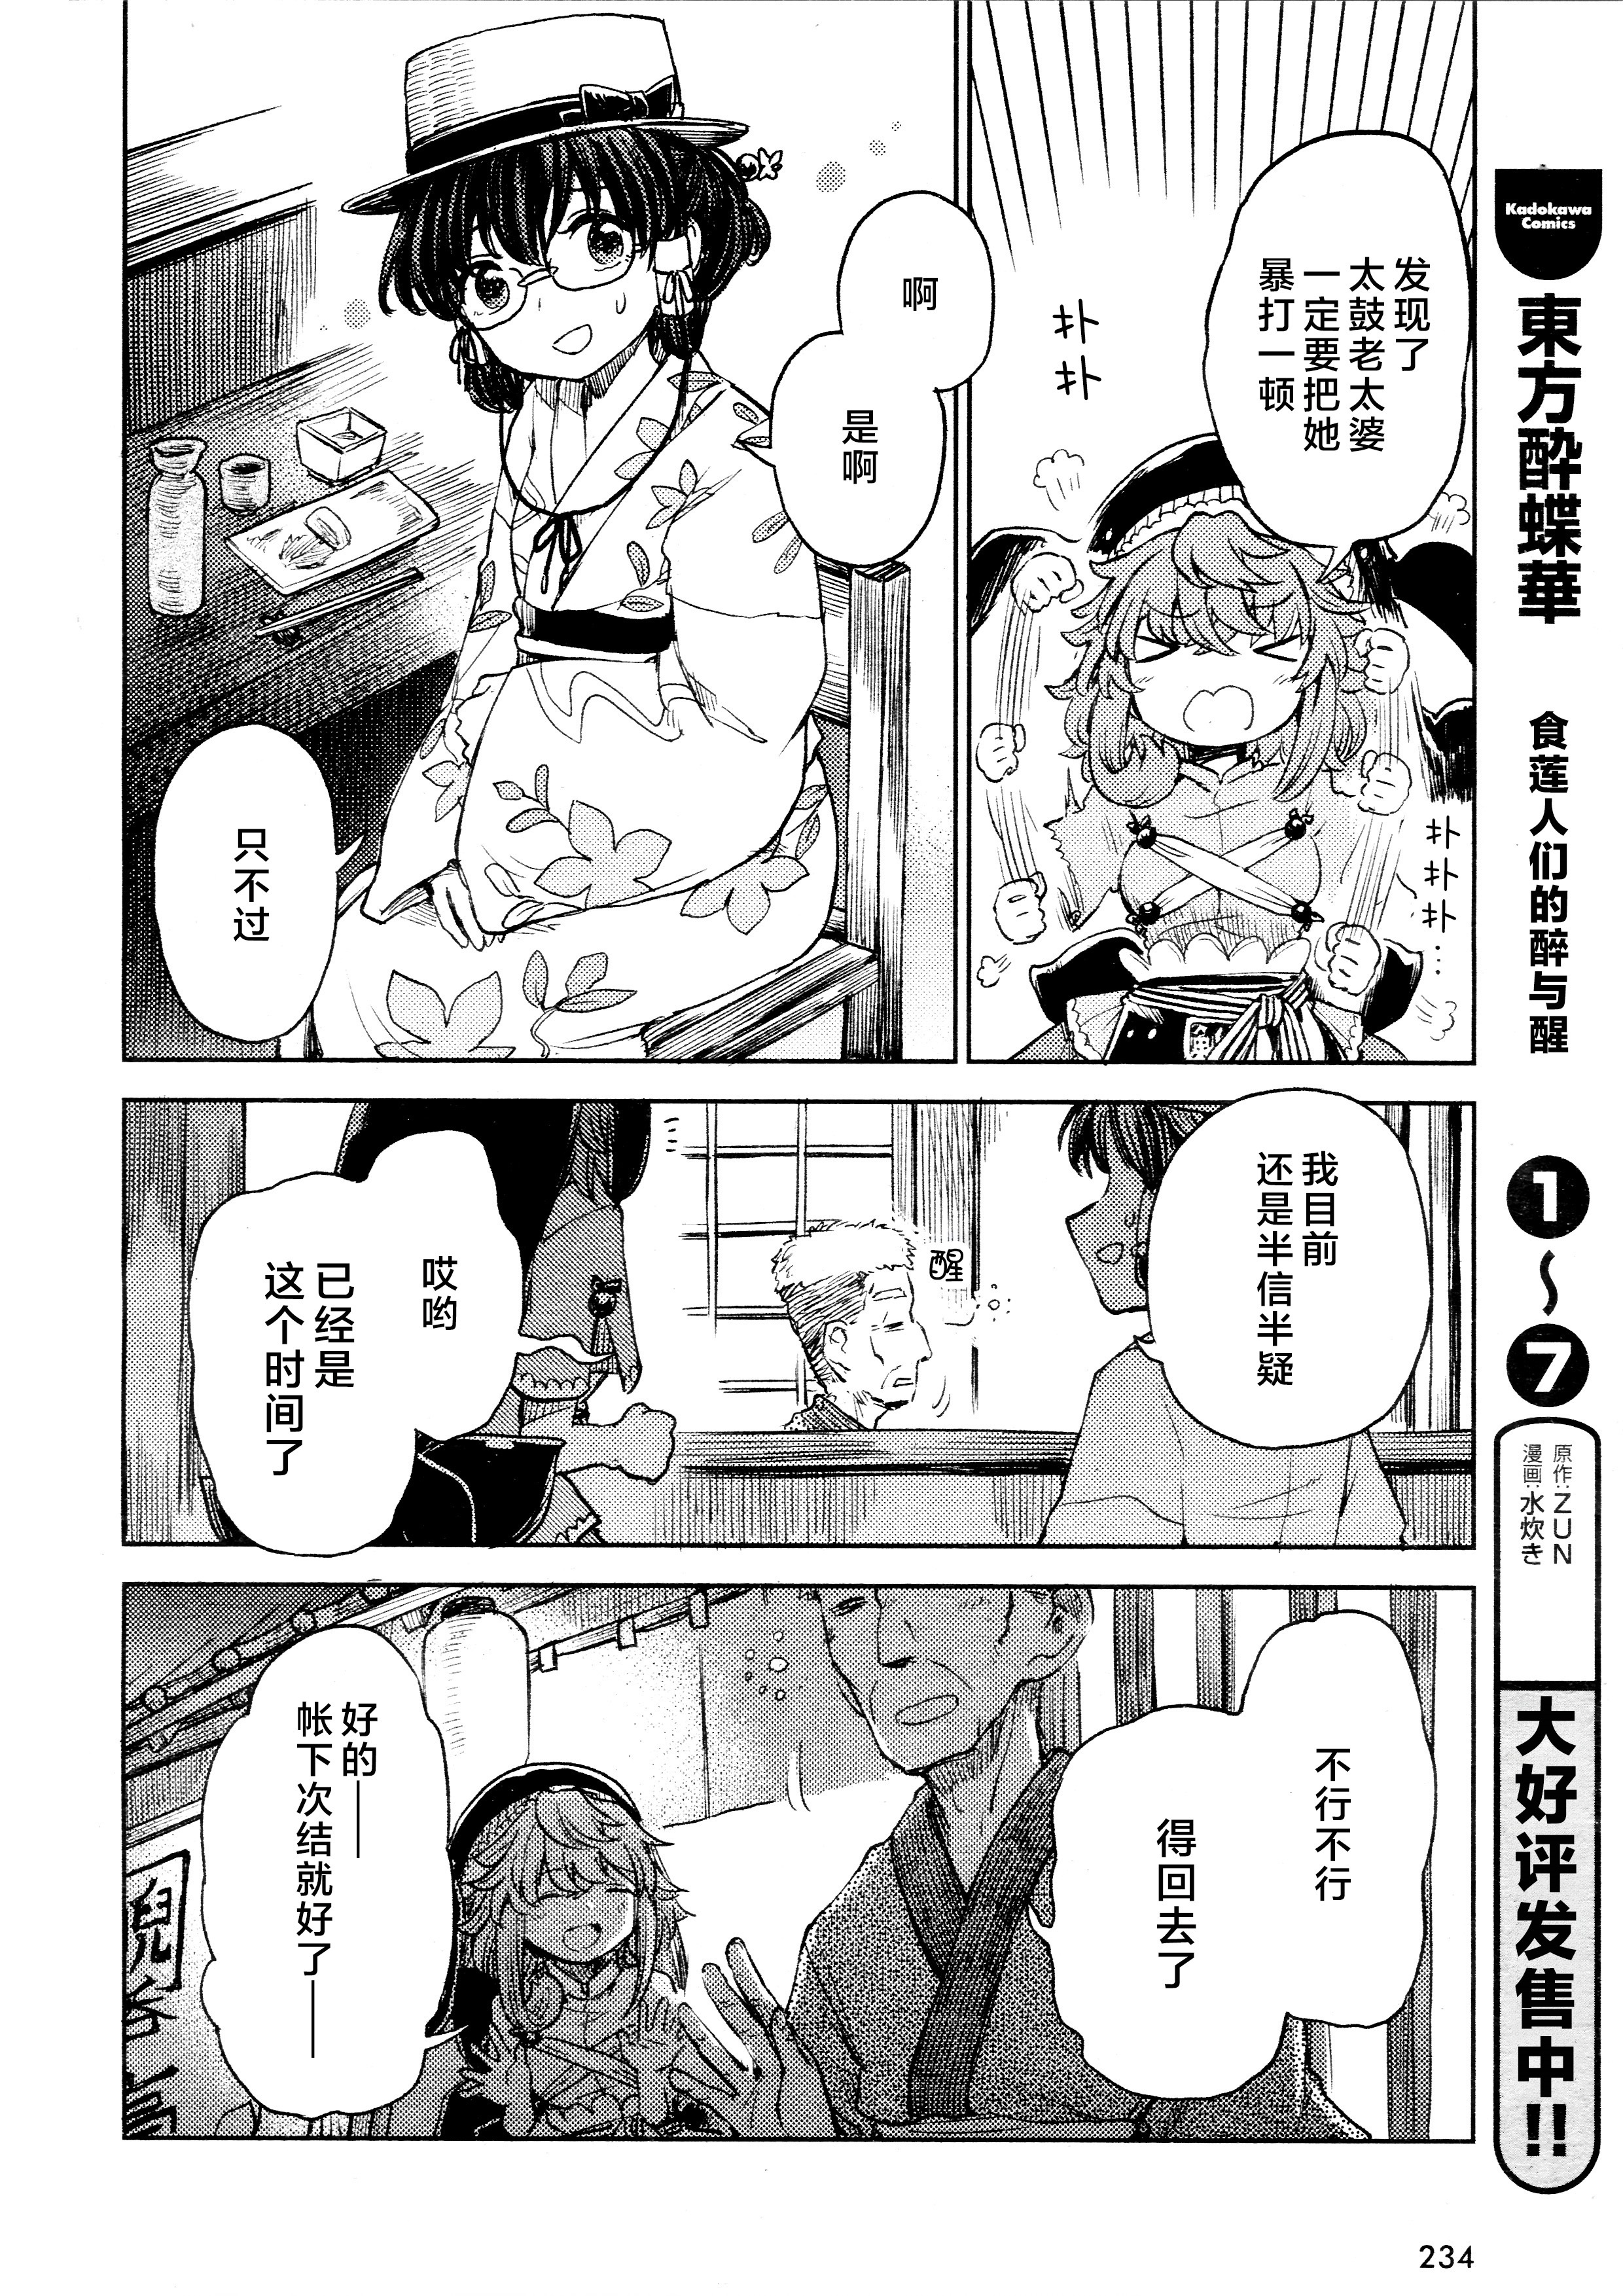 发现了
太鼓老太婆
一定要把她
暴打一顿
扑
扑
扑
扑
扑…
啊
是啊
只不过
我目前
还是半信半疑
醒
哎哟
已经是
这个时间了
不行不行
得回去了
好的——
帐下次结就好了——
Kadokawa
Comics
東方酔蝶華
食莲人们的醉与醒
1～7
原作:ZUN
漫画:水炊き
大好评发售中!!
234